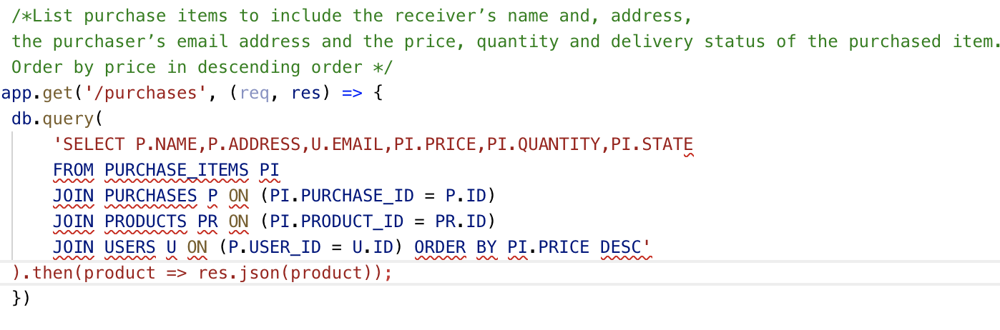 /*List purchase items to include the receiver’s name and, address,
the purchaser’s email address and the price, quantity and delivery status of the purchased item.
Order by price in descending order */
app.get('/purchases', (req, res) => {
db.query(
'SELECT P.NAME,P.ADDRESS,U.EMAIL,PI.PRICE,PI.QUANTITY,PI.STATE
FROM PURCHASE_ITEMS PI
JOIN PURCHASES P ON (PI.PURCHASE_ID = P.ID)
JOIN PRODUCTS PR ON (PI.PRODUCT_ID = PR.ID)
JOIN USERS U ON (P.USER_ID = U.ID) ORDER BY PI.PRICE DESC'
).then(product => res.json(product));
})